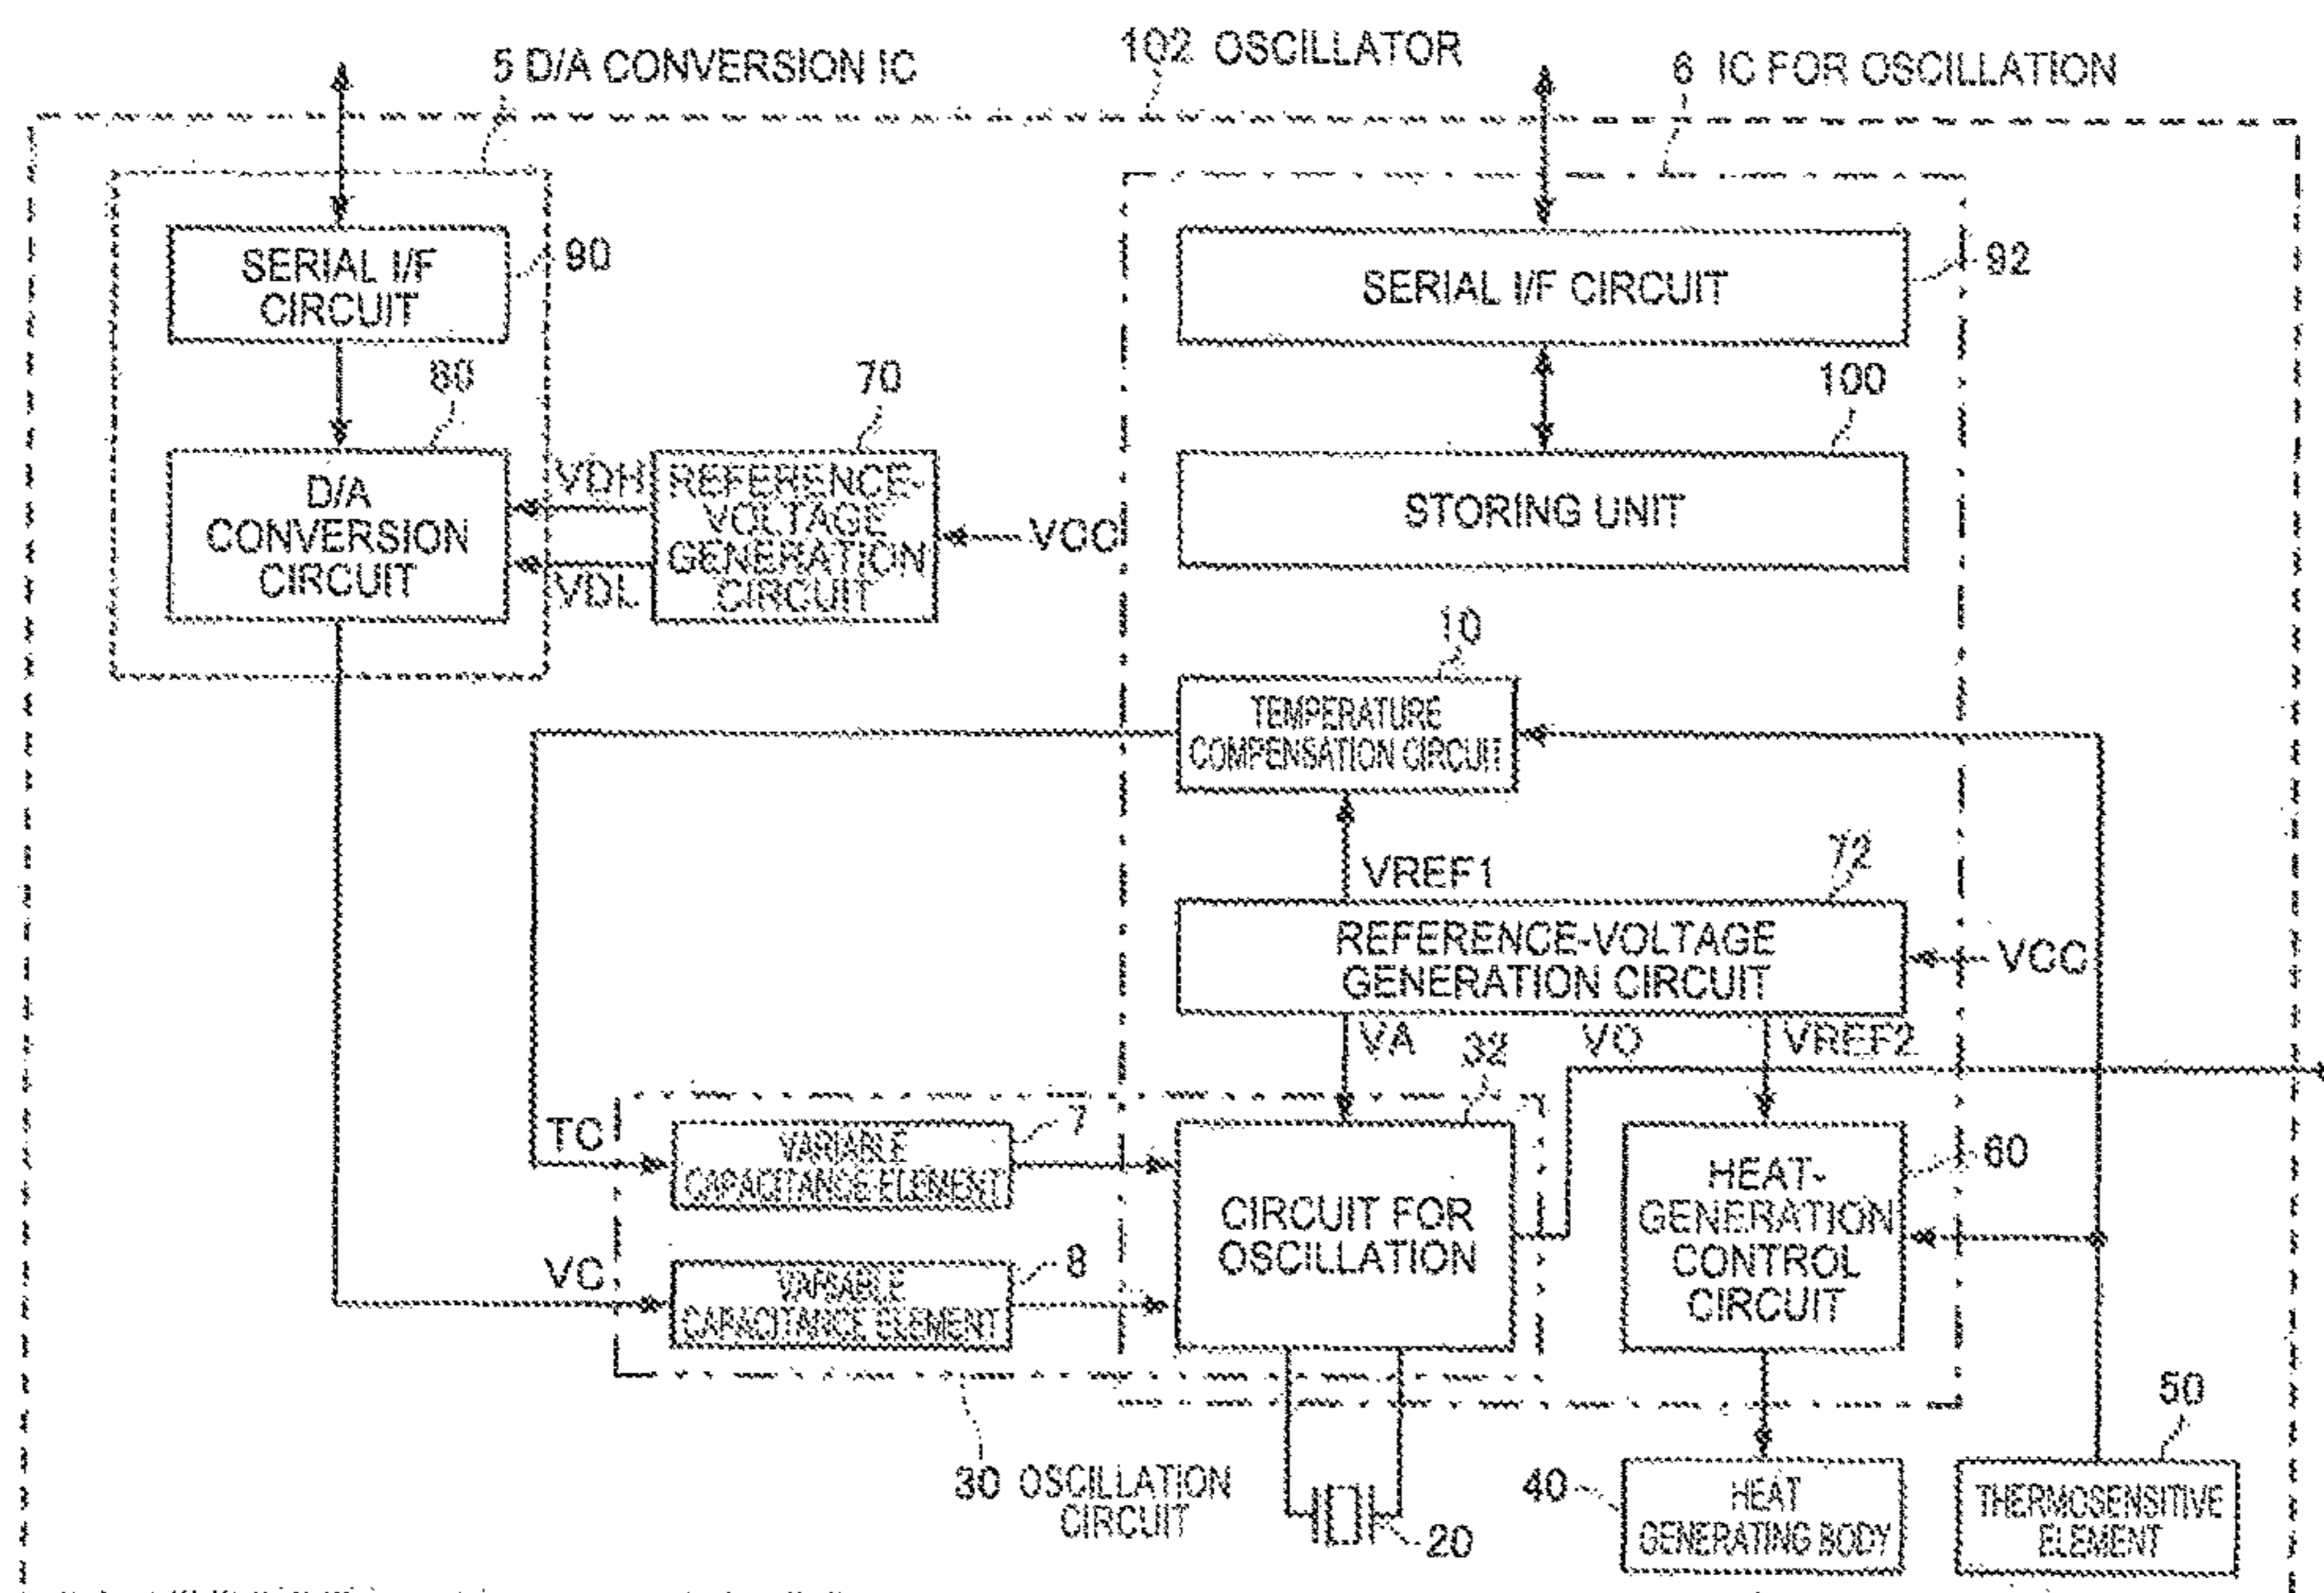 5 D/A CONVERSION IC
102 OSCILLATOR
6 IC FOR OSCILLATION
SERIAL I/F
CIRCUIT
90
SERIAL I/F CIRCUIT
92
80
70
100
D/A
CONVERSION
CIRCUIT
VDH
VDL
REFERENCE-
VOLTAGE
GENERATION
CIRCUIT
VCC
STORING UNIT
10
TEMPERATURE
COMPENSATION CIRCUIT
VREF1
72
REFERENCE-VOLTAGE
GENERATION CIRCUIT
VCC
VA
32
VO
VREF2
TC
VARIABLE
CAPACITANCE ELEMENT
7
CIRCUIT FOR
OSCILLATION
HEAT-
GENERATION
CONTROL
CIRCUIT
60
VC
VARIABLE
CAPACITANCE ELEMENT
8
30 OSCILLATION
CIRCUIT
20
40
HEAT
GENERATING BODY
50
THERMOSENSITIVE
ELEMENT